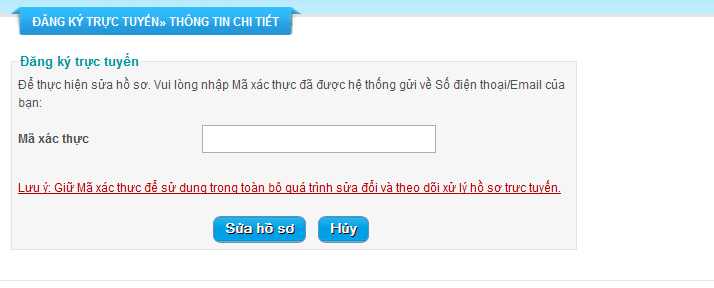 ĐĂNG KÝ TRỰC TUYẾN» THÔNG TIN CHI TIẾT
Đăng ký trực tuyến
Để thực hiện sửa hồ sơ. Vui lòng nhập Mã xác thực đã được hệ thống gửi về Số điện thoại/Email của
bạn:
Mã xác thực
Lưu ý: Giữ Mã xác thực để sử dụng trong toàn bộ quá trình sửa đổi và theo dõi xử lý hồ sơ trực tuyến.
Sửa hồ sơ Hủy